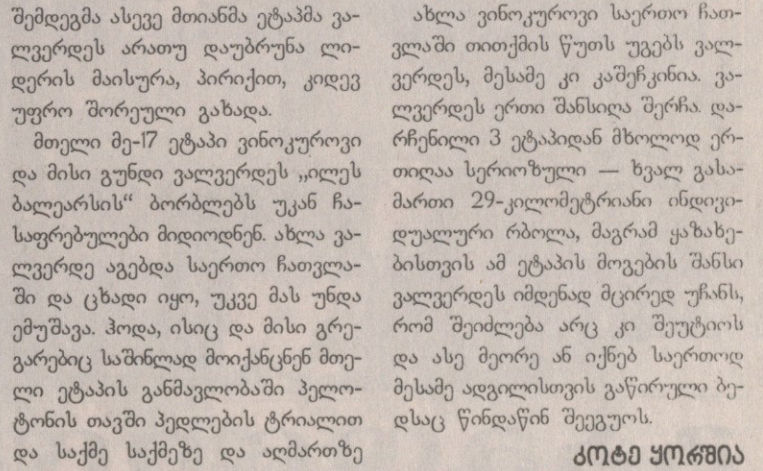 შემდეგმა ასევე მთიანმა ეტაპმა ვა-
ლვერდეს არათუ დაუბრუნა ლი-
დერის მაისურა, პირიქით, კიდევ
უფრო შორეული გახადა.
მთელი მე-17 ეტაპი ვინოკუროვი
და მისი გუნდი ვალვერდეს „ილეს
ბალეარსის“ ბორბლებს უკან ჩა-
საფრებულები მიდიოდნენ. ახლა ვა-
ლვერდე აგებდა საერთო ჩათვლა-
ში და ცხადი იყო, უკვე მას უნდა
ემუშავა. ჰოდა, ისიც და მისი გრე-
გარებიც საშინლად მოიქანცნენ მთე-
ლი ეტაპის განმავლობაში პელო-
ტონის თავში პედლების ტრიალით
და საქმე საქმეზე და აღმართზე
ახლა ვინოკუროვი საერთო ჩათ-
ვლაში თითქმის წუთს უგებს ვალ-
ვერდეს, მესამე კი კაშეჩკინია. ვა-
ლვერდეს ერთი შანსიღა შერჩა. და-
რჩენილი 3 ეტაპიდან მხოლოდ ერ-
თიღაა სერიოზული — ხვალ გასა-
მართი 29-კილომეტრიანი ინდივი-
დუალური რბოლა, მაგრამ ყაზახე-
ბისთვის ამ ეტაპის მოგების შანსი
ვალვერდეს იმდენად მცირედ უჩანს,
რომ შეიძლება არც კი შეუტიოს
და ასე მეორე ან იქნებ საერთოდ
მესამე ადგილისთვის გაწირული ბე-
დსაც წინდაწინ შეეგუოს.
კოტე ყორშია